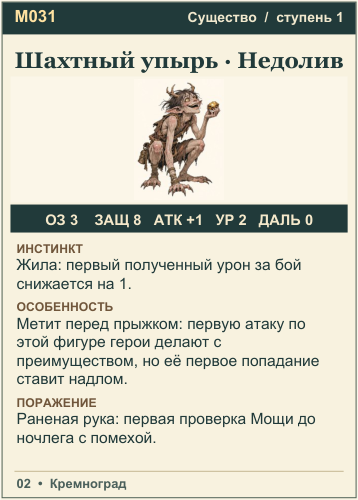 M031
Существо / ступень 1
Шахтный упырь · Недолив
ОЗ 3 ЗАЩ 8 АТК +1 УР 2 ДАЛЬ 0
ИНСТИНКТ
Жила: первый полученный урон за бой
снижается на 1.
ОСОБЕННОСТЬ
Метит перед прыжком: первую атаку по
этой фигуре герои делают с
преимуществом, но её первое попадание
ставит надлом.
ПОРАЖЕНИЕ
Раненая рука: первая проверка Мощи до
ночлега с помехой.
02 • Кремноград